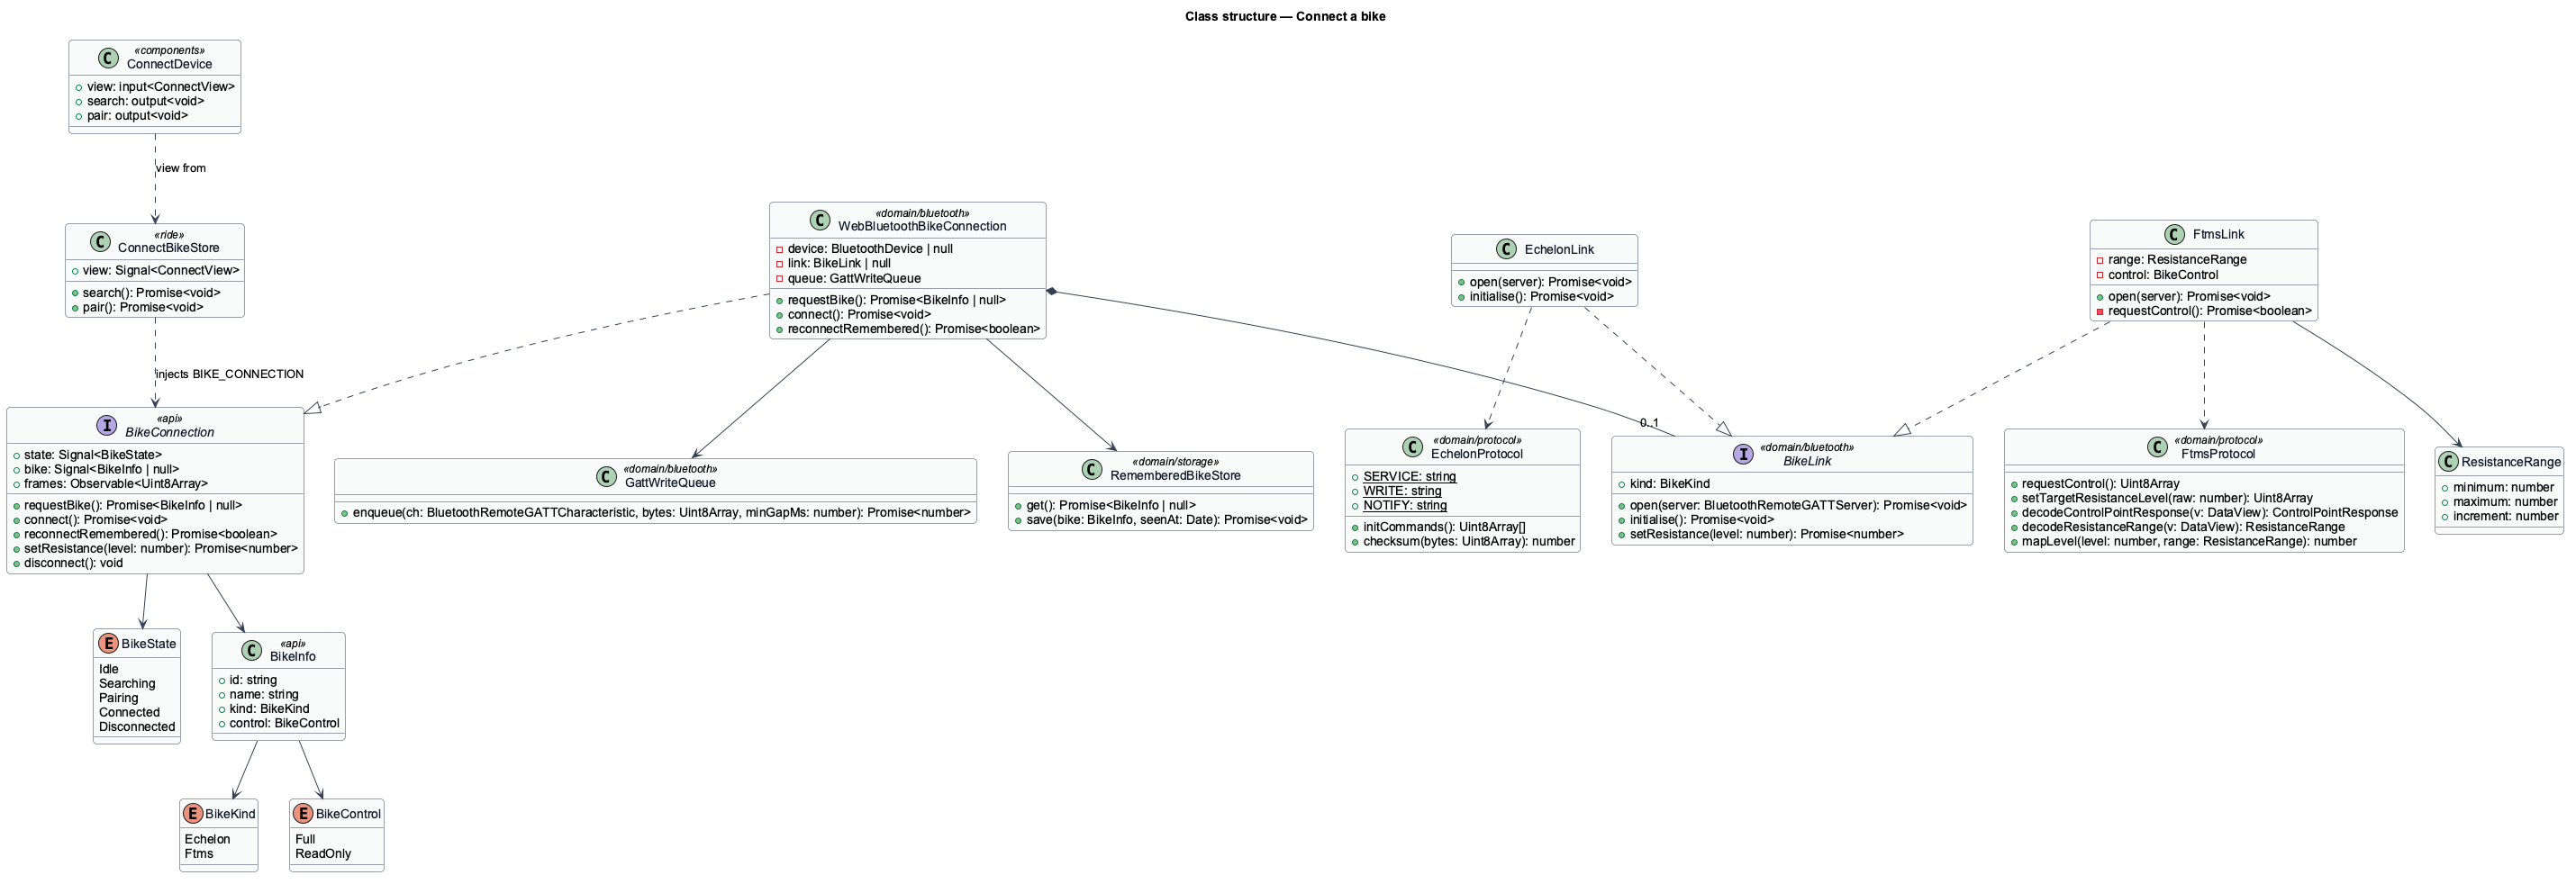 Class structure — Connect a bike
C
«components»
ConnectDevice
view: input<ConnectView>
search: output<void>
pair: output<void>
view from
C
«ride»
ConnectBikeStore
view: Signal<ConnectView>
search(): Promise<void>
pair(): Promise<void>
injects BIKE_CONNECTION
C
«domain/bluetooth»
WebBluetoothBikeConnection
device: BluetoothDevice | null
link: BikeLink | null
queue: GattWriteQueue
requestBike(): Promise<BikeInfo | null>
connect(): Promise<void>
reconnectRemembered(): Promise<boolean>
C
EchelonLink
open(server): Promise<void>
initialise(): Promise<void>
C
FtmsLink
range: ResistanceRange
control: BikeControl
open(server): Promise<void>
requestControl(): Promise<boolean>
0..1
I
«api»
BikeConnection
state: Signal<BikeState>
bike: Signal<BikeInfo | null>
frames: Observable<Uint8Array>
requestBike(): Promise<BikeInfo | null>
connect(): Promise<void>
reconnectRemembered(): Promise<boolean>
setResistance(level: number): Promise<number>
disconnect(): void
C
«domain/bluetooth»
GattWriteQueue
enqueue(ch: BluetoothRemoteGATTCharacteristic, bytes: Uint8Array, minGapMs: number): Promise<number>
C
«domain/storage»
RememberedBikeStore
get(): Promise<BikeInfo | null>
save(bike: BikeInfo, seenAt: Date): Promise<void>
C
«domain/protocol»
EchelonProtocol
SERVICE: string
WRITE: string
NOTIFY: string
initCommands(): Uint8Array[]
checksum(bytes: Uint8Array): number
I
«domain/bluetooth»
BikeLink
kind: BikeKind
open(server: BluetoothRemoteGATTServer): Promise<void>
initialise(): Promise<void>
setResistance(level: number): Promise<number>
C
«domain/protocol»
FtmsProtocol
requestControl(): Uint8Array
setTargetResistanceLevel(raw: number): Uint8Array
decodeControlPointResponse(v: DataView): ControlPointResponse
decodeResistanceRange(v: DataView): ResistanceRange
mapLevel(level: number, range: ResistanceRange): number
C
ResistanceRange
minimum: number
maximum: number
increment: number
E
BikeState
Idle
Searching
Pairing
Connected
Disconnected
C
«api»
BikeInfo
id: string
name: string
kind: BikeKind
control: BikeControl
E
BikeKind
Echelon
Ftms
E
BikeControl
Full
ReadOnly